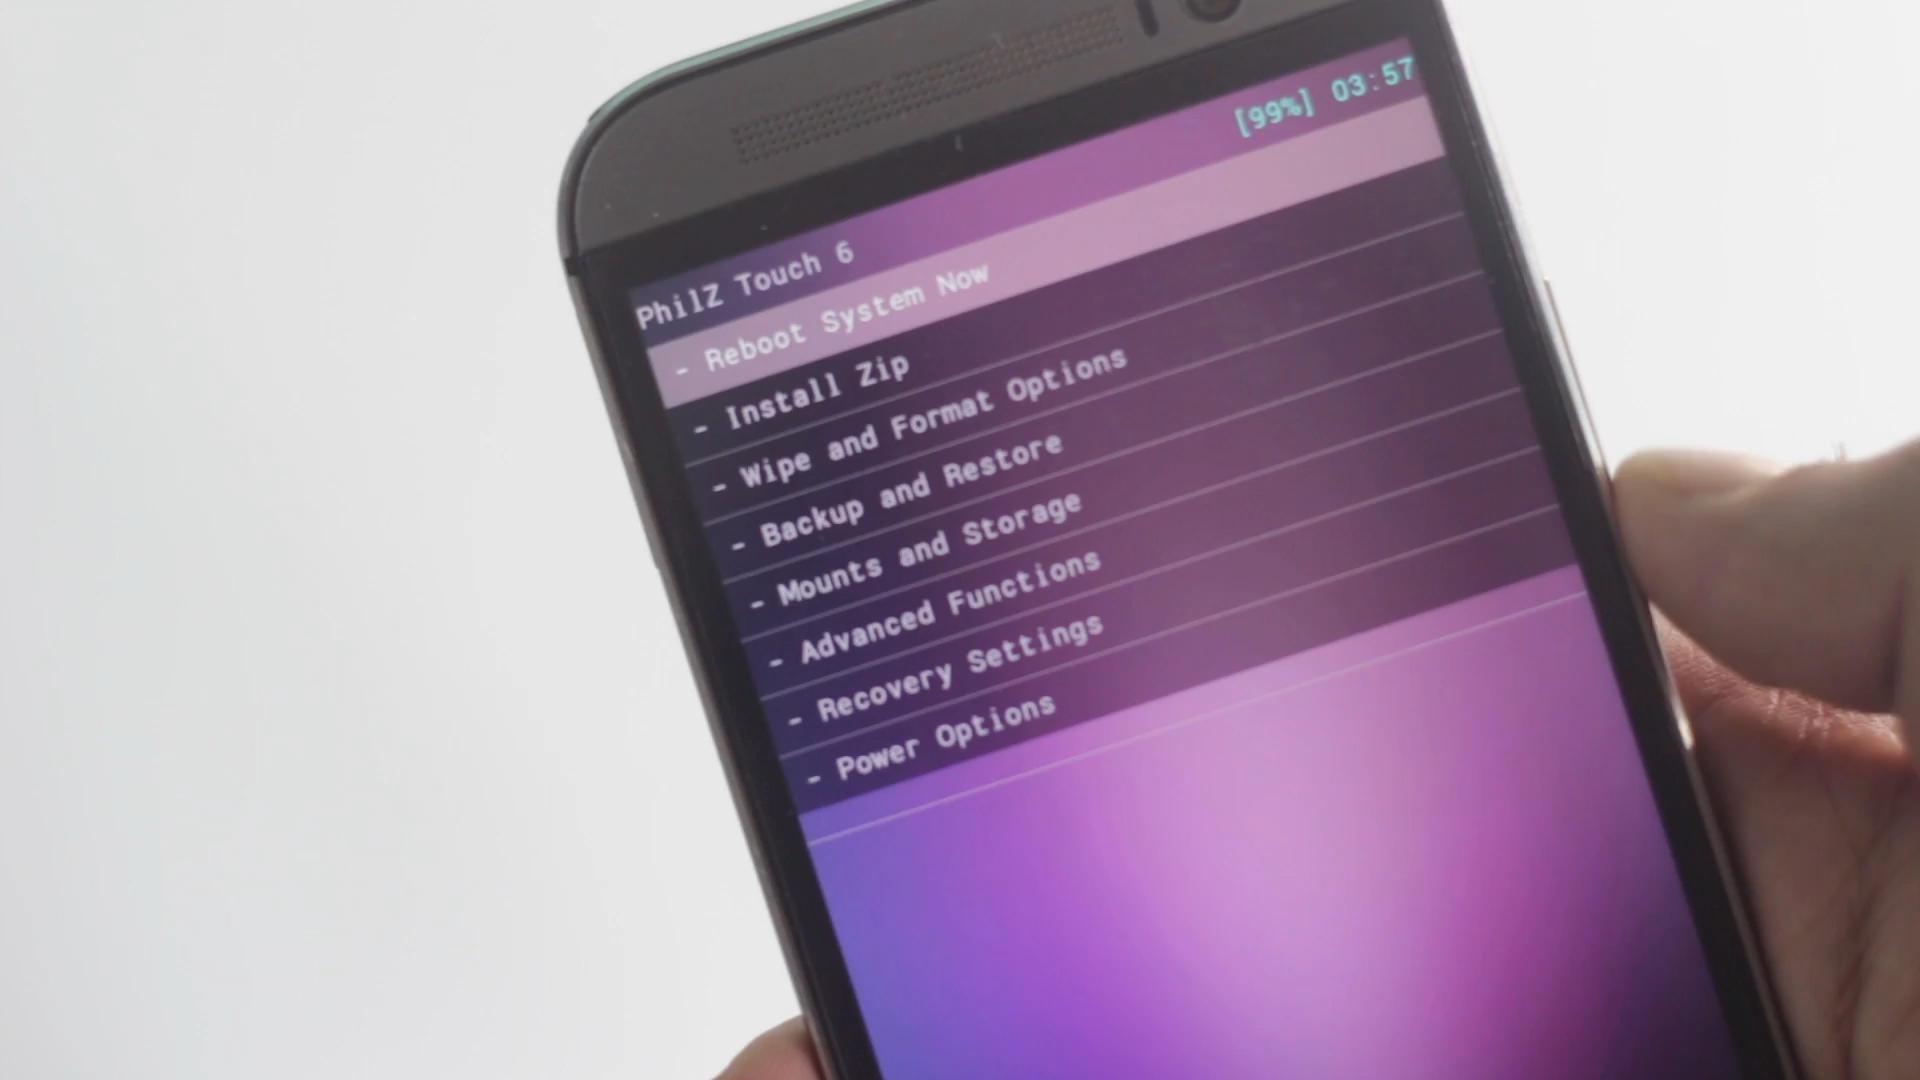 [99%] 03:57
PhilZ Touch 6
- Reboot System Now
- Install Zip
- Wipe and Format Options
- Backup and Restore
- Mounts and Storage
- Advanced Functions
- Recovery Settings
- Power Options